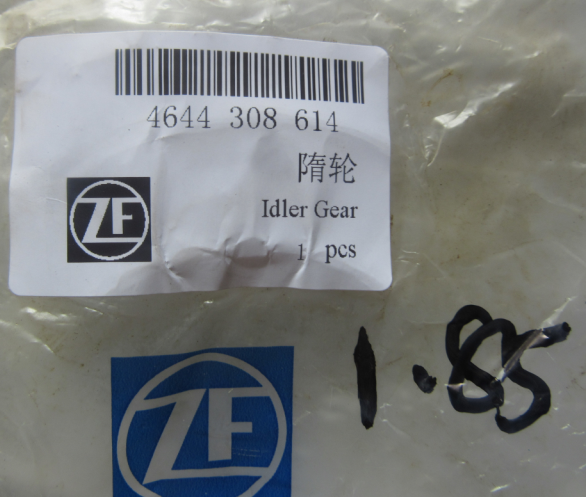 4644 308 614
隋轮
ZF
Idler Gear
1 pcs
1.85
ZF